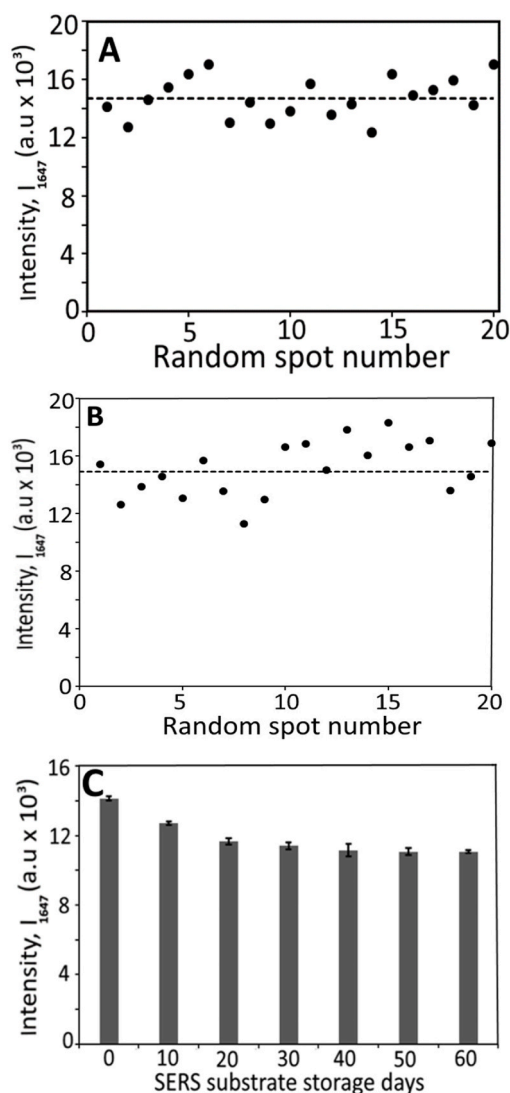 A
20
16
12
8
4
0
Intensity, I1647 (a.u x 10³)
0 5 10 15 20
Random spot number
B
20
16
12
8
4
0
Intensity, I1647 (a.u x 10³)
5 10 15 20
Random spot number
C
16
12
8
4
0
Intensity, I1647 (a.u x 10³)
0 10 20 30 40 50 60
SERS substrate storage days